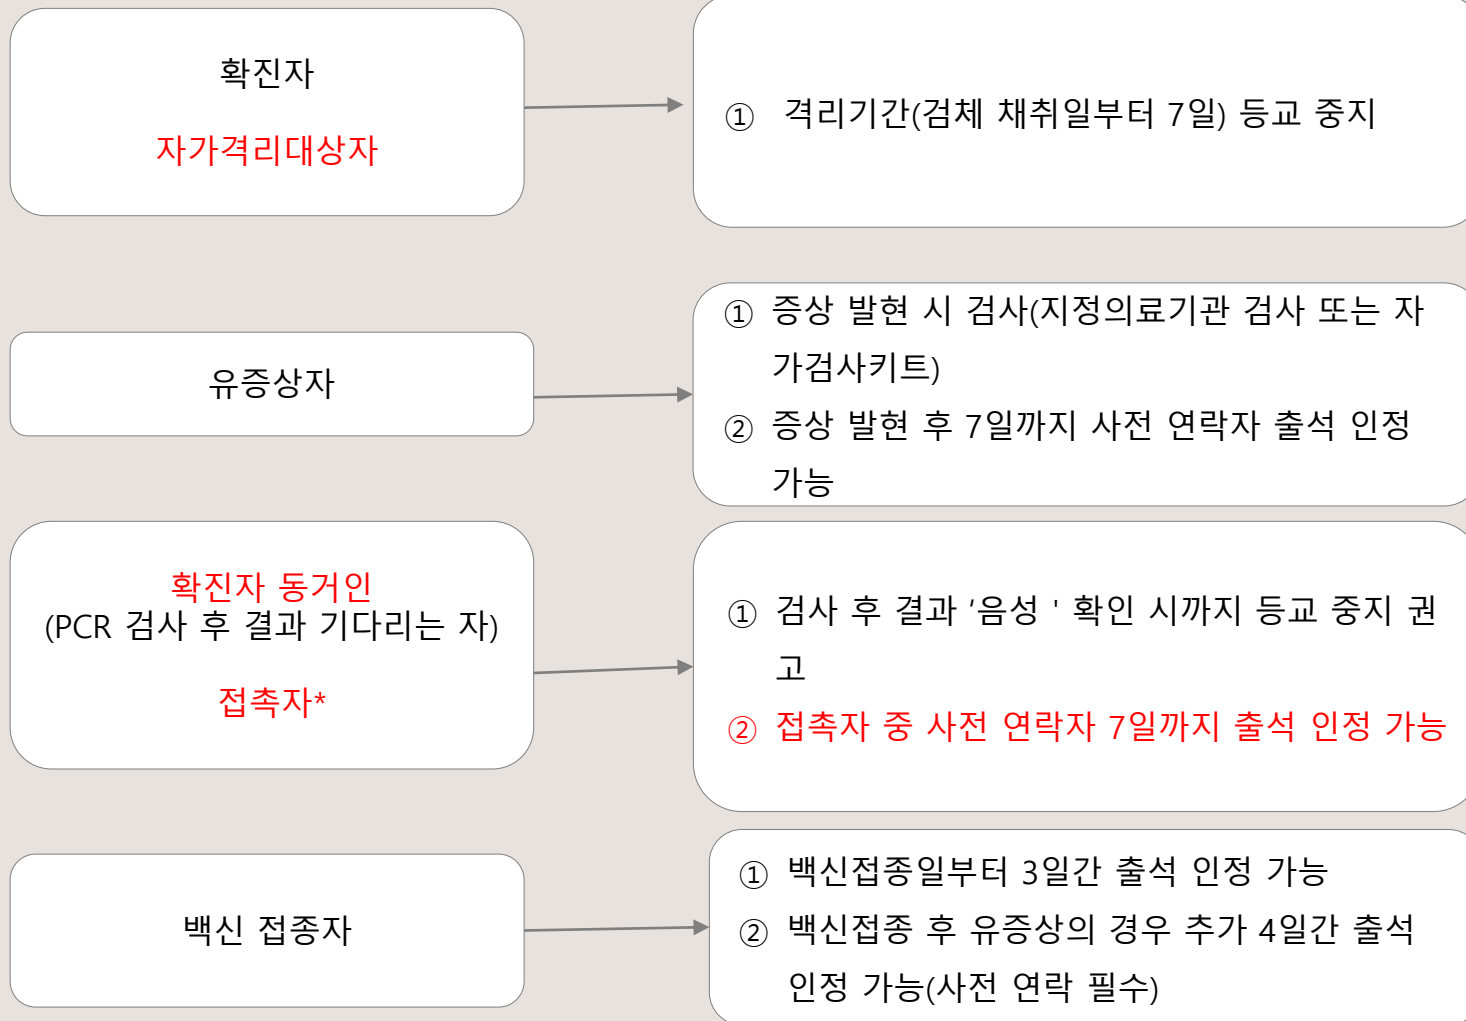 확진자
자가격리대상자
① 격리기간(검체 채취일부터 7일) 등교 중지
유증상자
① 증상 발현 시 검사(지정의료기관 검사 또는 자
가검사키트)
② 증상 발현 후 7일까지 사전 연락자 출석 인정
가능
확진자 동거인
(PCR 검사 후 결과 기다리는 자)
접촉자*
① 검사 후 결과 ‘음성 ' 확인 시까지 등교 중지 권
고
② 접촉자 중 사전 연락자 7일까지 출석 인정 가능
백신 접종자
① 백신접종일부터 3일간 출석 인정 가능
② 백신접종 후 유증상의 경우 추가 4일간 출석
인정 가능(사전 연락 필수)